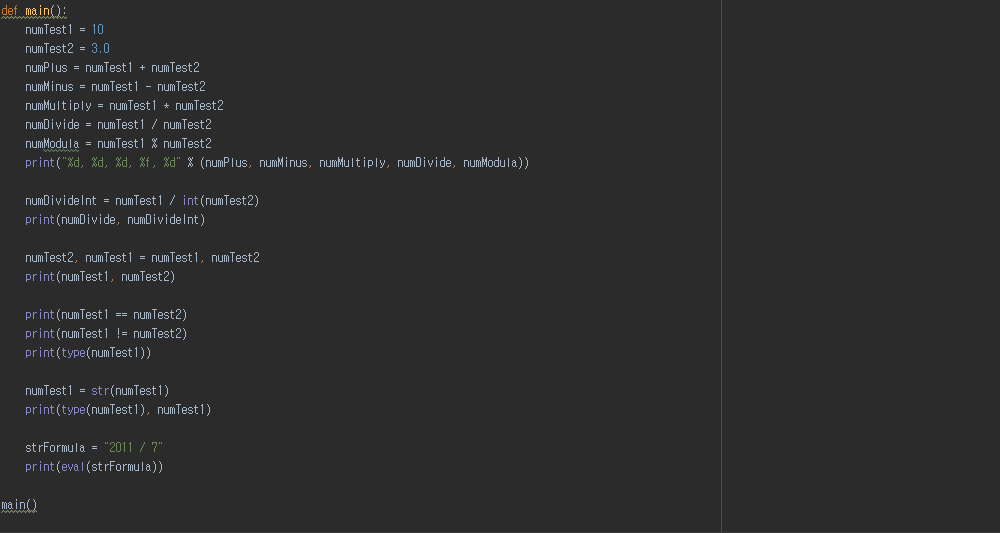 def main():
    numTest1 = 10
    numTest2 = 3.0
    numPlus = numTest1 + numTest2
    numMinus = numTest1 - numTest2
    numMultiply = numTest1 * numTest2
    numDivide = numTest1 / numTest2
    numModula = numTest1 % numTest2
    print("%d, %d, %d, %f, %d" % (numPlus, numMinus, numMultiply, numDivide, numModula))
    numDivideInt = numTest1 / int(numTest2)
    print(numDivide, numDivideInt)
    numTest2, numTest1 = numTest1, numTest2
    print(numTest1, numTest2)
    print(numTest1 == numTest2)
    print(numTest1 != numTest2)
    print(type(numTest1))
    numTest1 = str(numTest1)
    print(type(numTest1), numTest1)
    strFormula = "2011 / 7"
    print(eval(strFormula))
main()